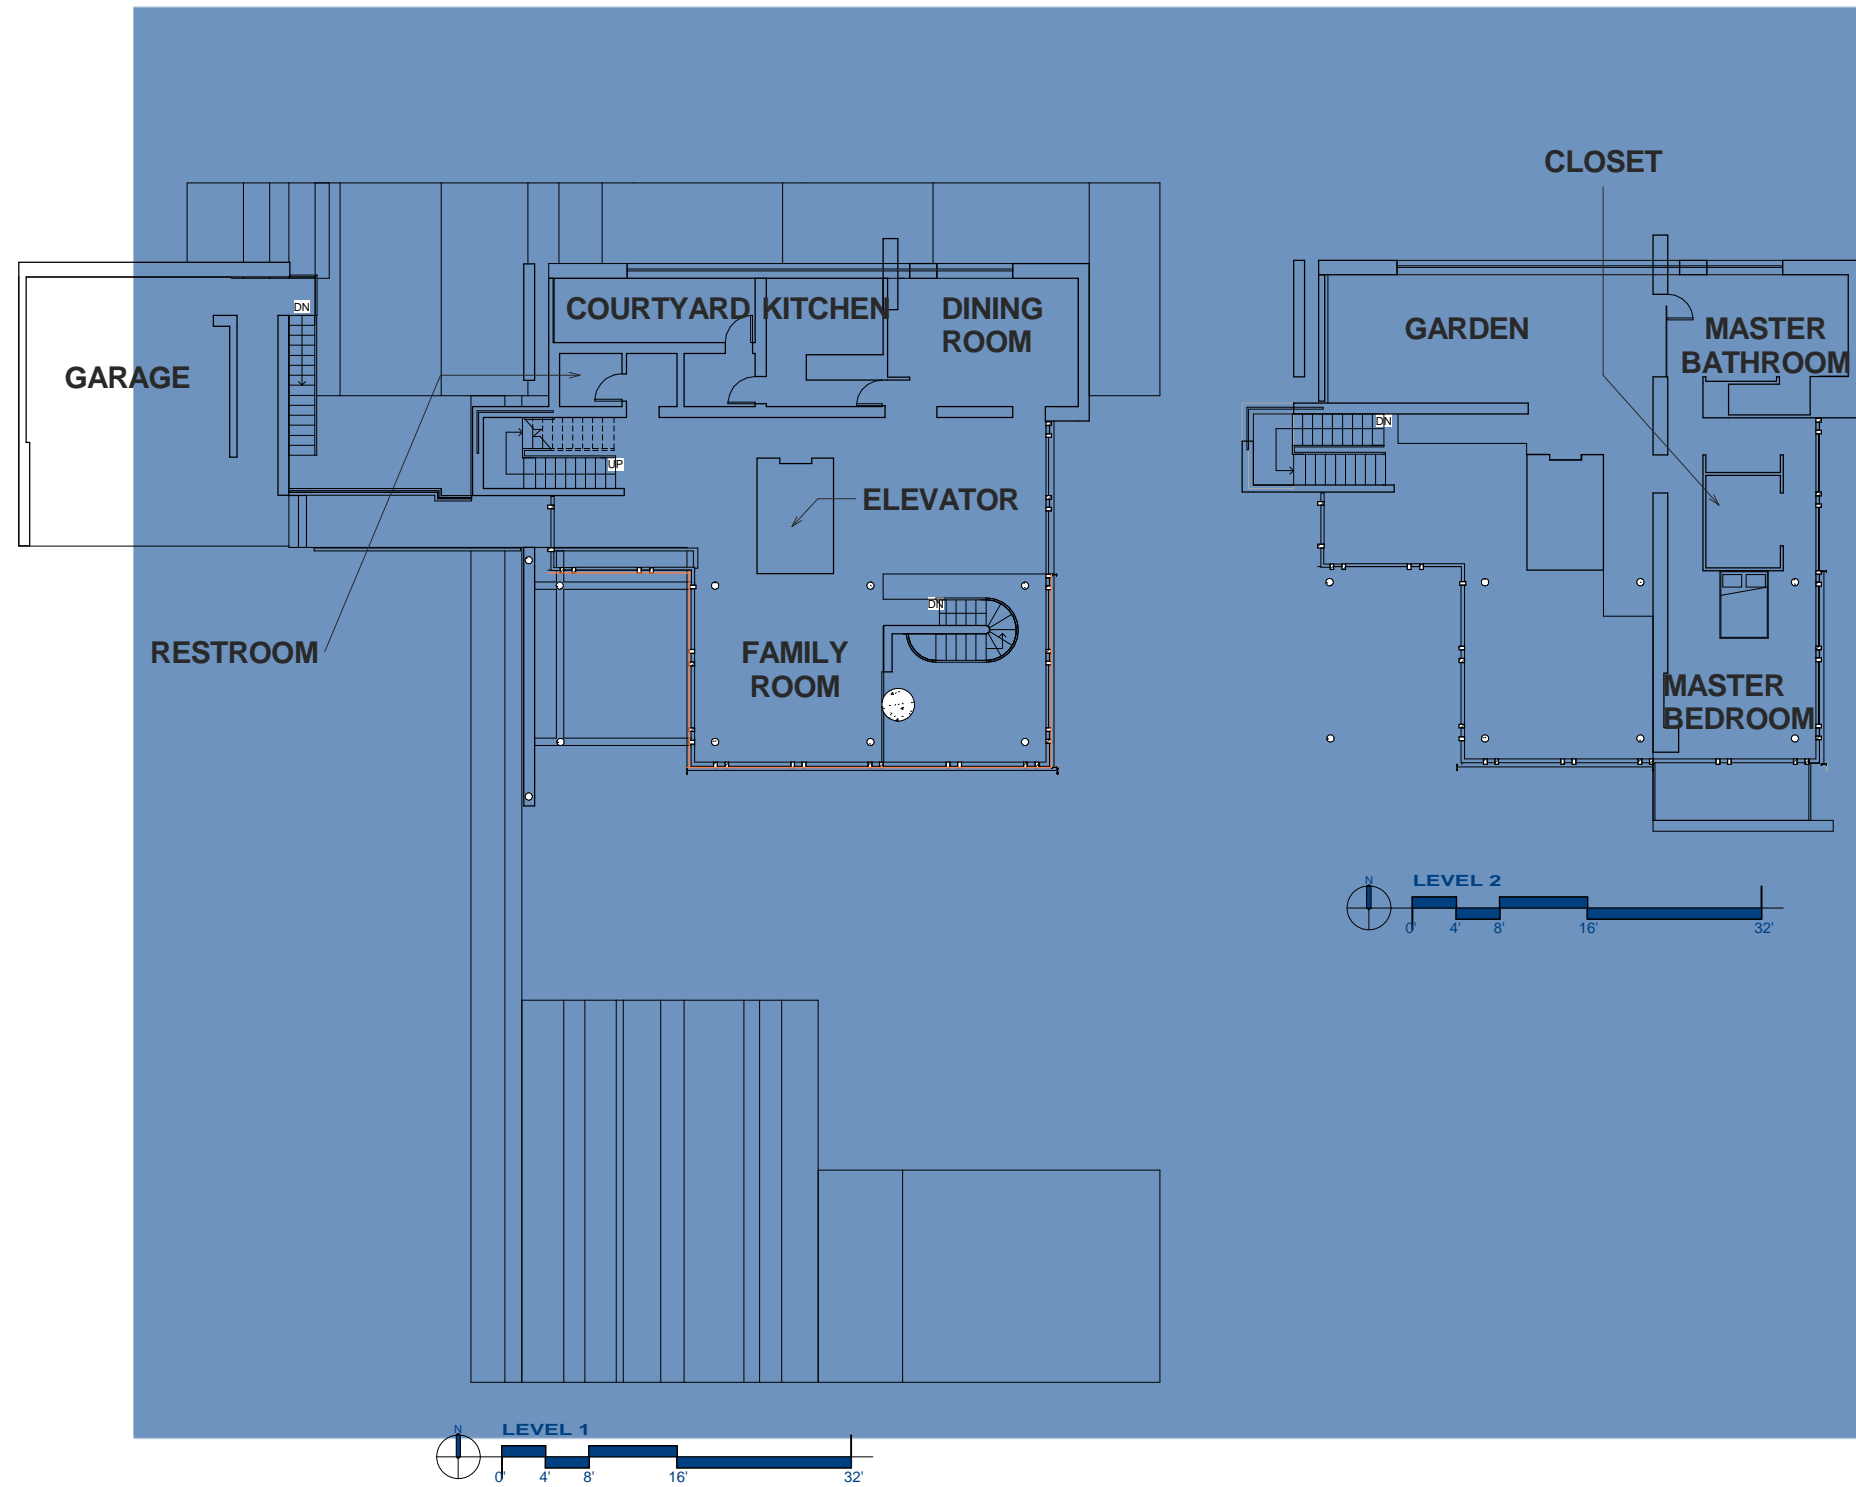 CLOSET
DN
COURTYARD KITCHEN DINING
ROOM
GARAGE
GARDEN
MASTER
BATHROOM
DN
UP
ELEVATOR
DN
RESTROOM
FAMILY
ROOM
MASTER
BEDROOM
N
LEVEL 2
0' 4' 8' 16' 32'
N
LEVEL 1
0' 4' 8' 16' 32'